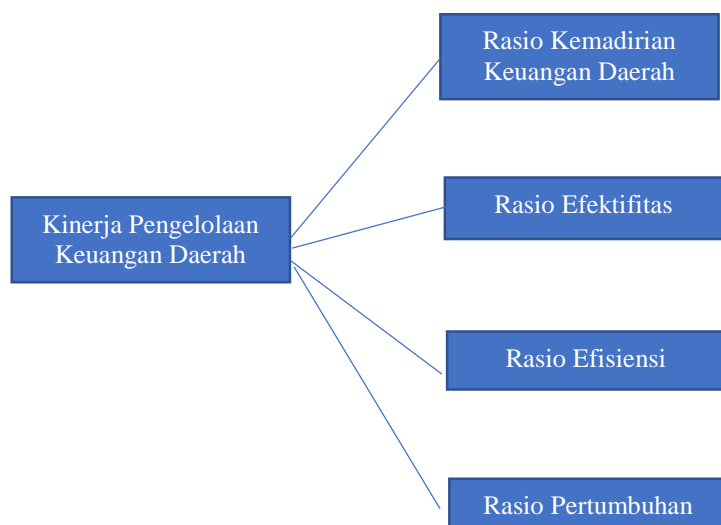 Rasio Kemadirian
Keuangan Daerah
Rasio Efektifitas
Kinerja Pengelolaan
Keuangan Daerah
Rasio Efisiensi
Rasio Pertumbuhan